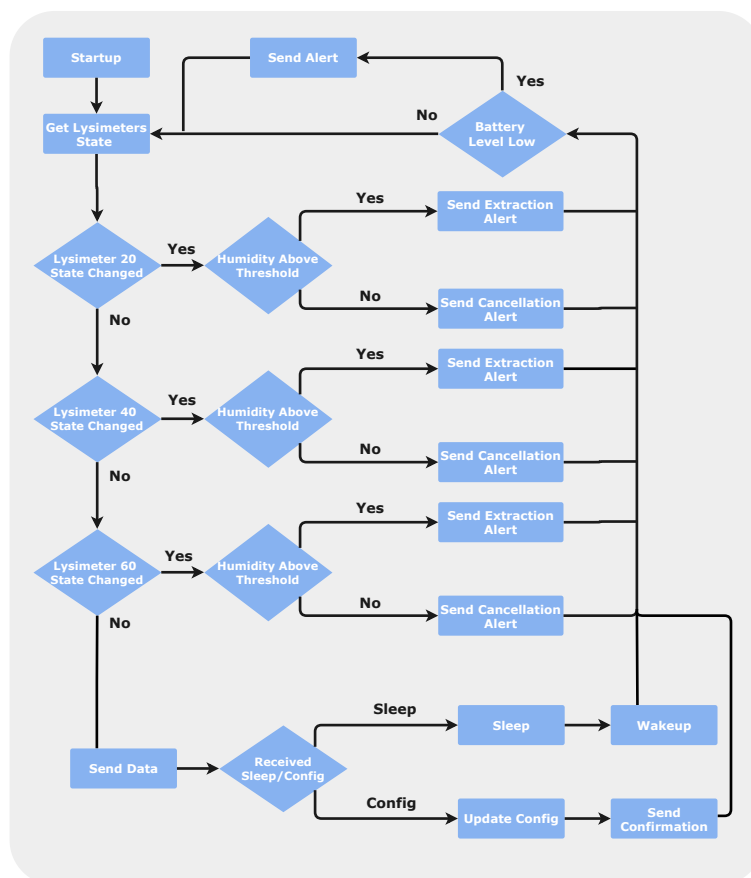 Startup
Send Alert
Yes
No
Get Lysimeters
State
Battery
Level Low
Lysimeter 20
State Changed
Yes
Humidity Above
Threshold
Yes
Send Extraction
Alert
No
Send Cancellation
Alert
No
Lysimeter 40
State Changed
Yes
Humidity Above
Threshold
Yes
Send Extraction
Alert
No
Send Cancellation
Alert
No
Lysimeter 60
State Changed
Yes
Humidity Above
Threshold
Yes
Send Extraction
Alert
No
Send Cancellation
Alert
No
Send Data
Received
Sleep/Config
Sleep
Sleep
Wakeup
Config
Update Config
Send
Confirmation